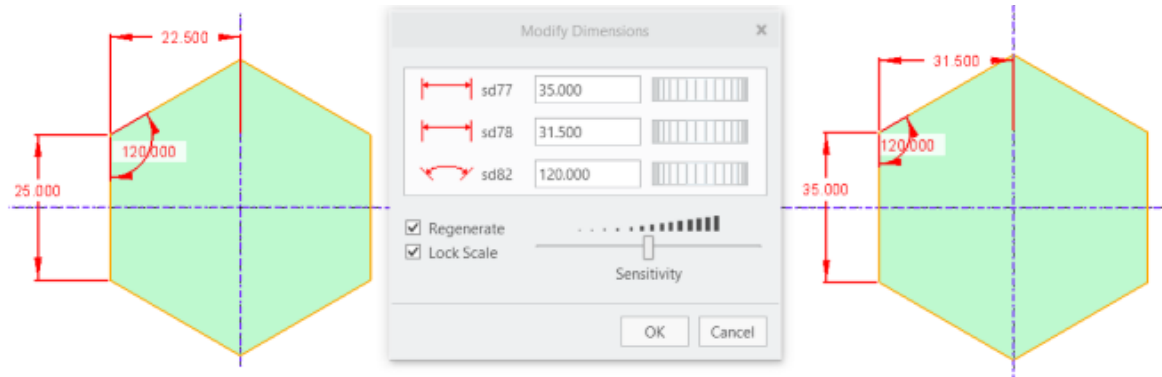 22.500
120.000
25.000
Modify Dimensions
sd77 35.000
sd78 31.500
sd82 120.000
Regenerate
Lock Scale
Sensitivity
OK Cancel
31.500
120.000
35.000